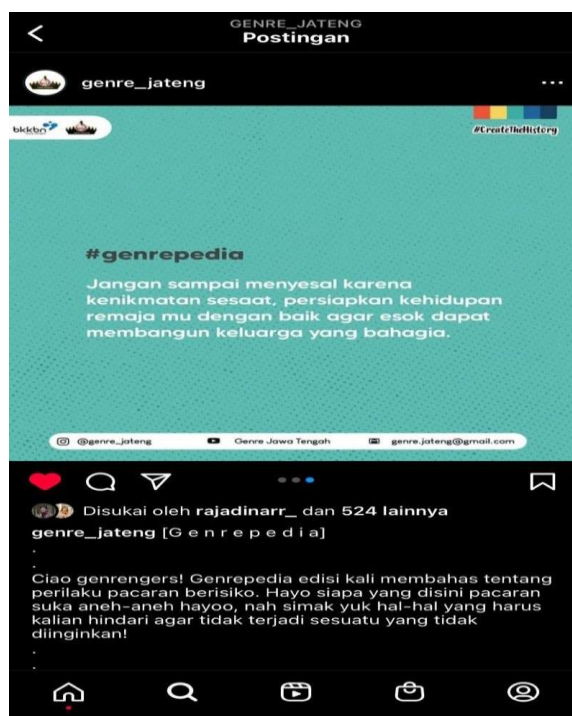 GENRE_JATENG
Postingan
genre_jateng
bkkbn
#CreateTheHistory
#genrepedia
Jangan sampai menyesal karena
kenikmatan sesaat, persiapkan kehidupan
remaja mu dengan baik agar esok dapat
membangun keluarga yang bahagia.
@genre_jateng
Genre Jawa Tengah
genre.jateng@gmail.com
Disukai oleh rajadinarr_ dan 524 lainnya
genre_jateng [G e n r e p e d i a]
.
.
Ciao genrengers! Genrepedia edisi kali membahas tentang
perilaku pacaran berisiko. Hayo siapa yang disini pacaran
suka aneh-aneh hayoo, nah simak yuk hal-hal yang harus
kalian hindari agar tidak terjadi sesuatu yang tidak
diinginkan!
.
.